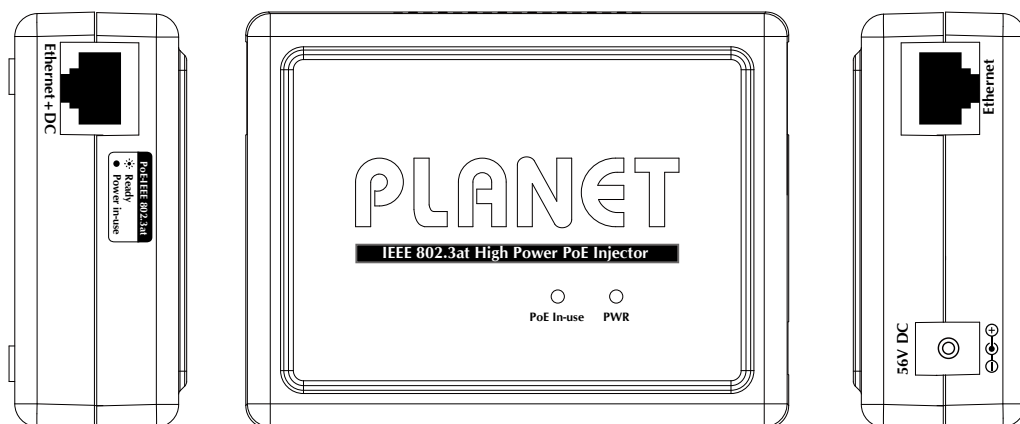 Ethernet + DC
PoE-IEEE 802.3at
Ready
Power in-use
PLANET
IEEE 802.3at High Power PoE Injector
PoE In-use PWR
Ethernet
56V DC